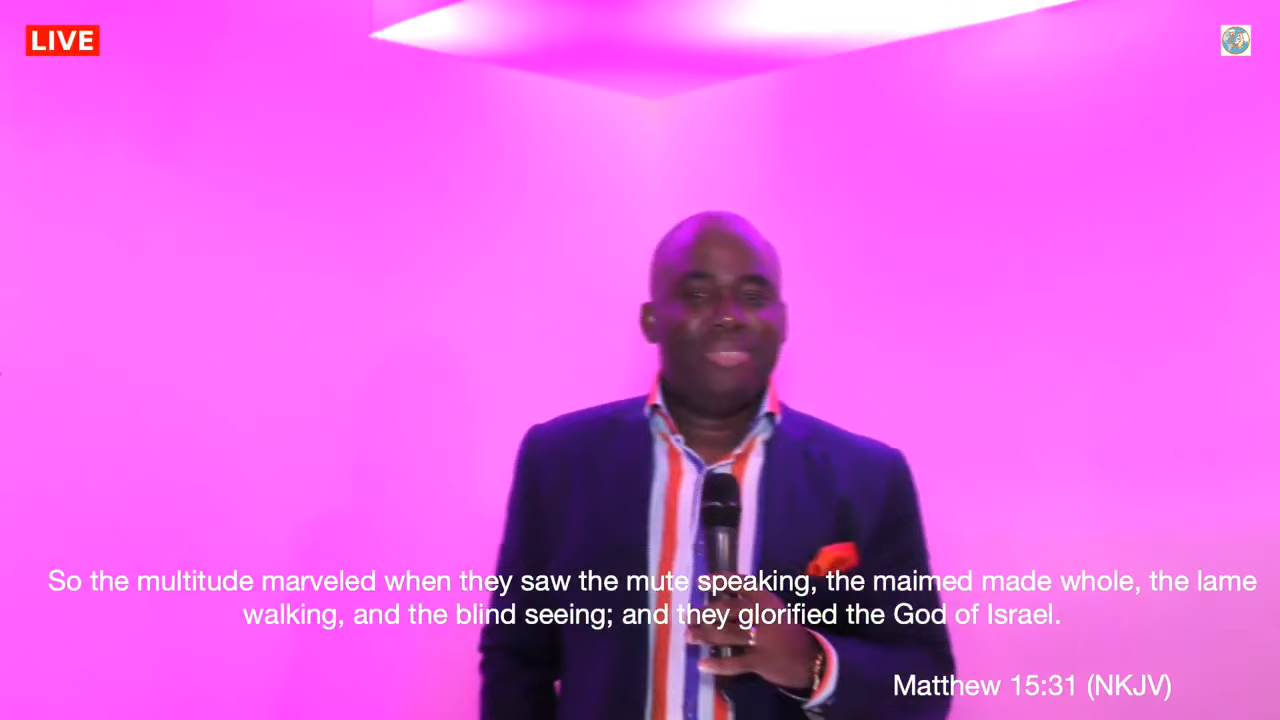 LIVE
So the multitude marveled when they saw the mute speaking, the maimed made whole, the lame
walking, and the blind seeing; and they glorified the God of Israel.
Matthew 15:31 (NKJV)